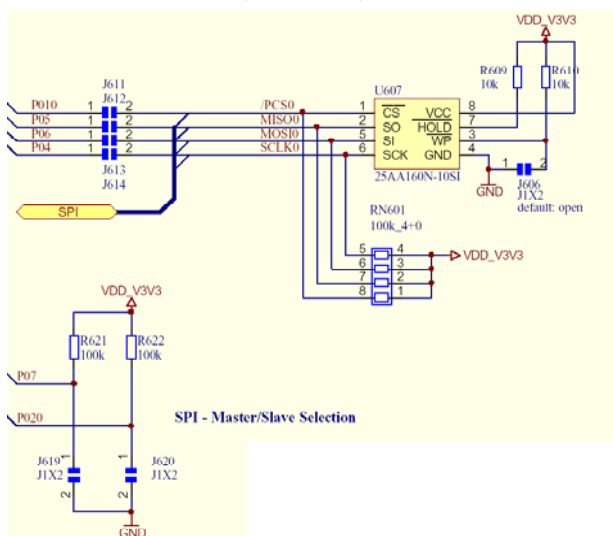 VDD_V3V3
R609
10k
R610
10k
J611
J612
U607
P010 1 2 /PCS0 1 CS VCC 8
P05 1 2 MISO0 2 SO HOLD 7
P06 1 2 MOSI0 5 SI WP 3
P04 1 2 SCLK0 6 SCK GND 4
J613
J614
25AA160N-10SI
1 2
J606
J1X2
default: open
GND
SPI
RN601
100k_4+0
5 4
6 3
7 2
8 1
VDD_V3V3
VDD_V3V3
R621
100k
R622
100k
P07
P020
SPI - Master/Slave Selection
J619
J1X2
1
2
J620
J1X2
1
2
GND